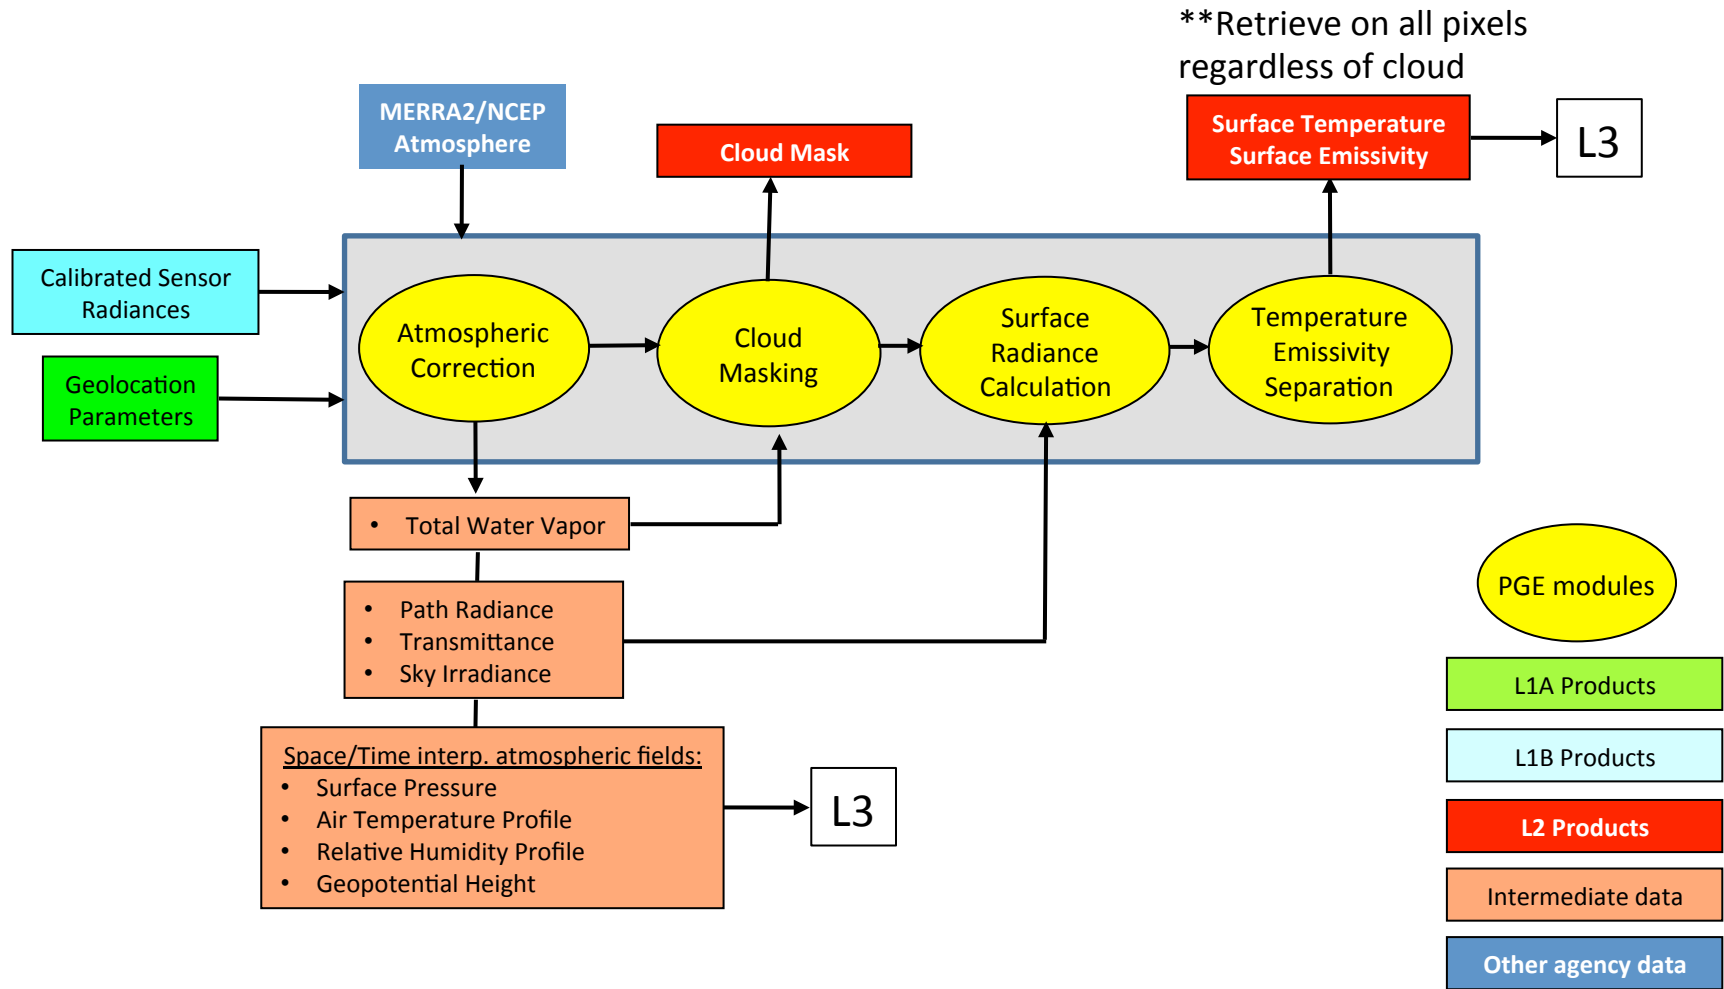 **Retrieve on all pixels
regardless of cloud
MERRA2/NCEP
Atmosphere
Cloud Mask
Surface Temperature
Surface Emissivity
L3
Calibrated Sensor
Radiances
Geolocation
Parameters
Atmospheric
Correction
Cloud
Masking
Surface
Radiance
Calculation
Temperature
Emissivity
Separation
• Total Water Vapor
• Path Radiance
• Transmittance
• Sky Irradiance
Space/Time interp. atmospheric fields:
• Surface Pressure
• Air Temperature Profile
• Relative Humidity Profile
• Geopotential Height
L3
PGE modules
L1A Products
L1B Products
L2 Products
Intermediate data
Other agency data